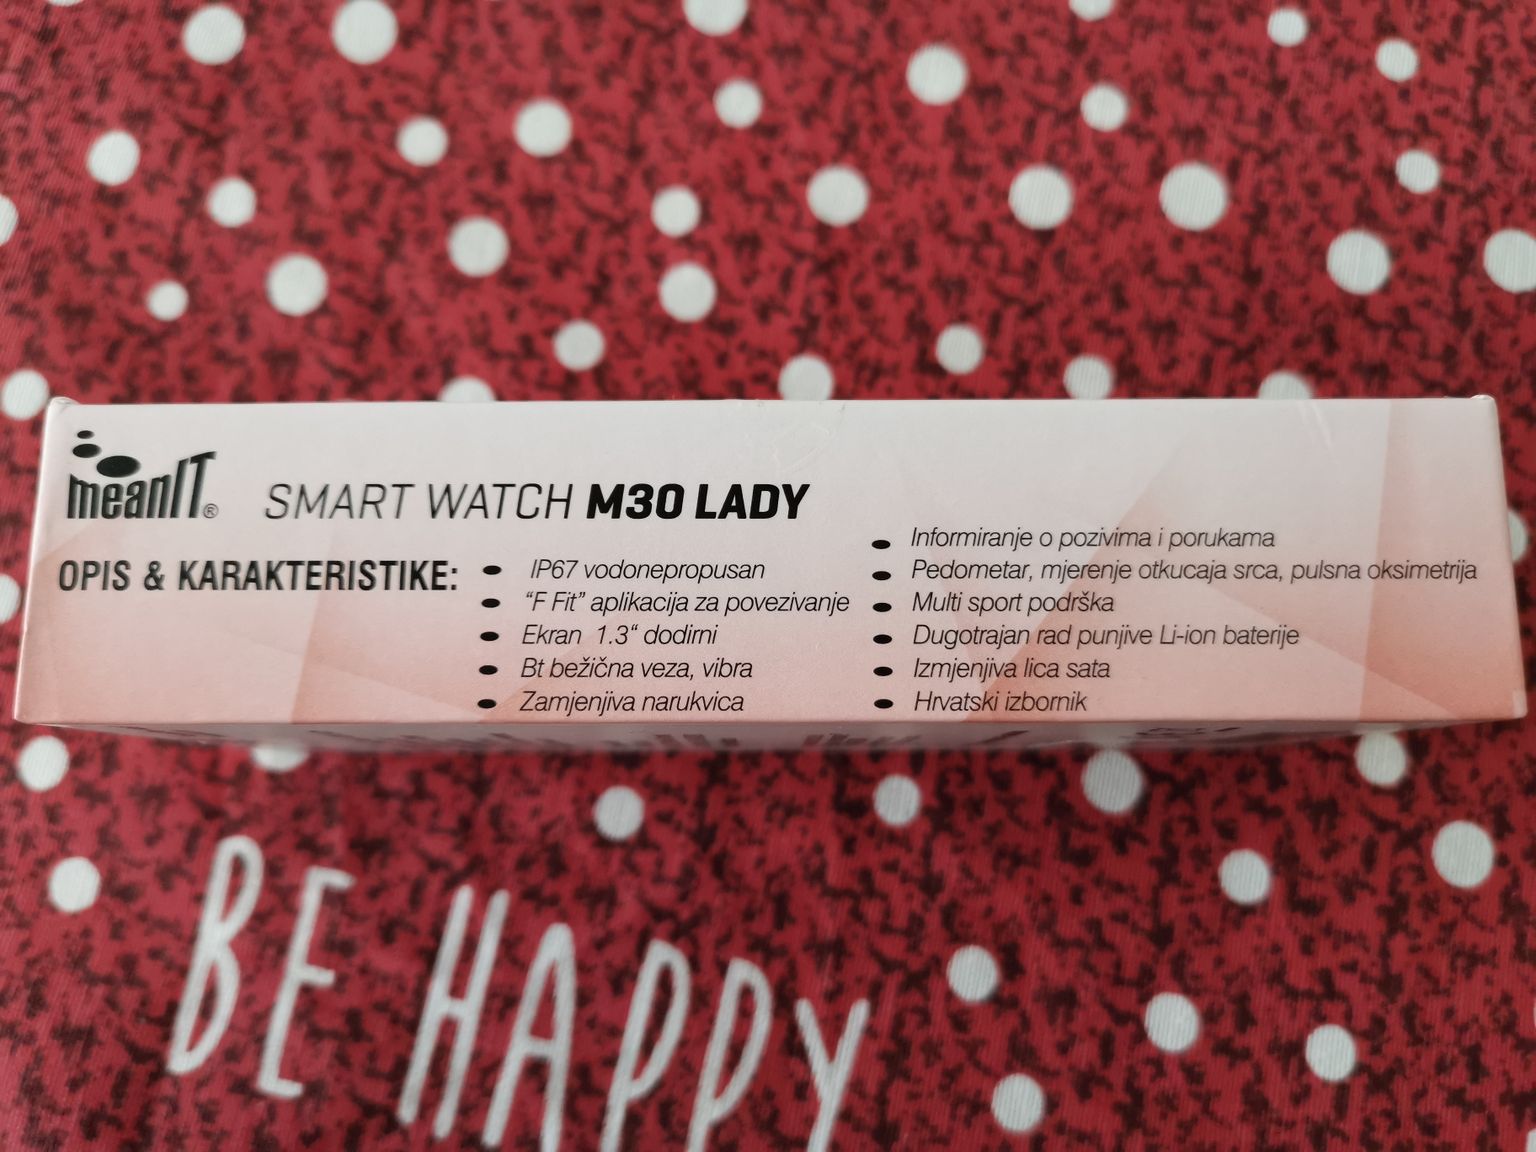 meanIT®
SMART WATCH M30 LADY
OPIS & KARAKTERISTIKE:
• IP67 vodonepropusan
• “F Fit” aplikacija za povezivanje
• Ekran 1.3“ dodirni
• Bt bežična veza, vibra
• Zamjenjiva narukvica
• Informiranje o pozivima i porukama
• Pedometar, mjerenje otkucaja srca, pulsna oksimetrija
• Multi sport podrška
• Dugotrajan rad punjive Li-ion baterije
• Izmjenjiva lica sata
• Hrvatski izbornik
BE HAPPY